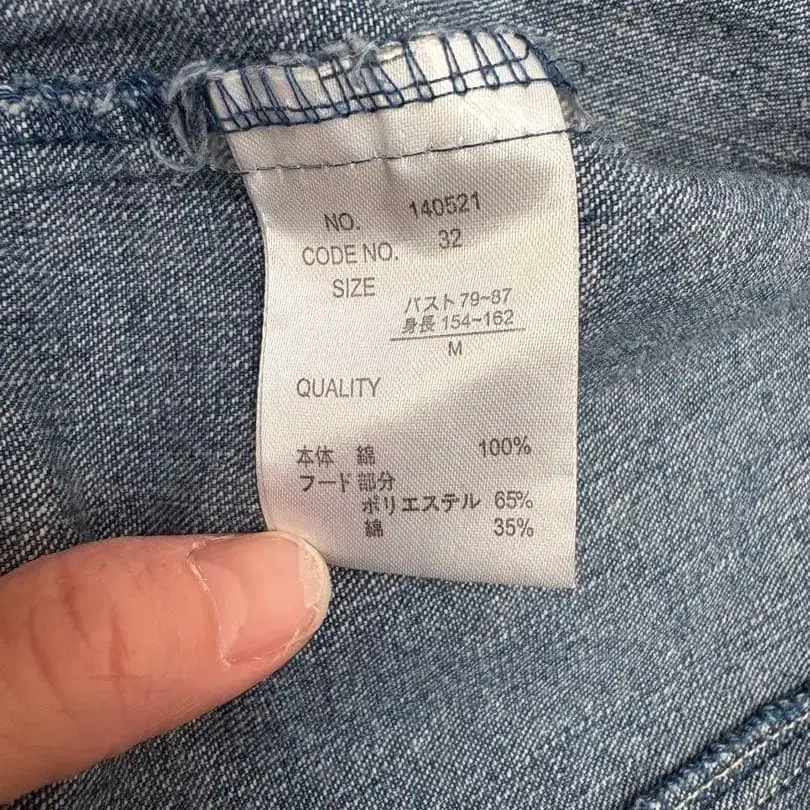 NO. 140521
CODE NO. 32
SIZE
バスト 79~87
身長 154~162
M
QUALITY
本体 綿 100%
フード部分
ポリエステル 65%
綿 35%